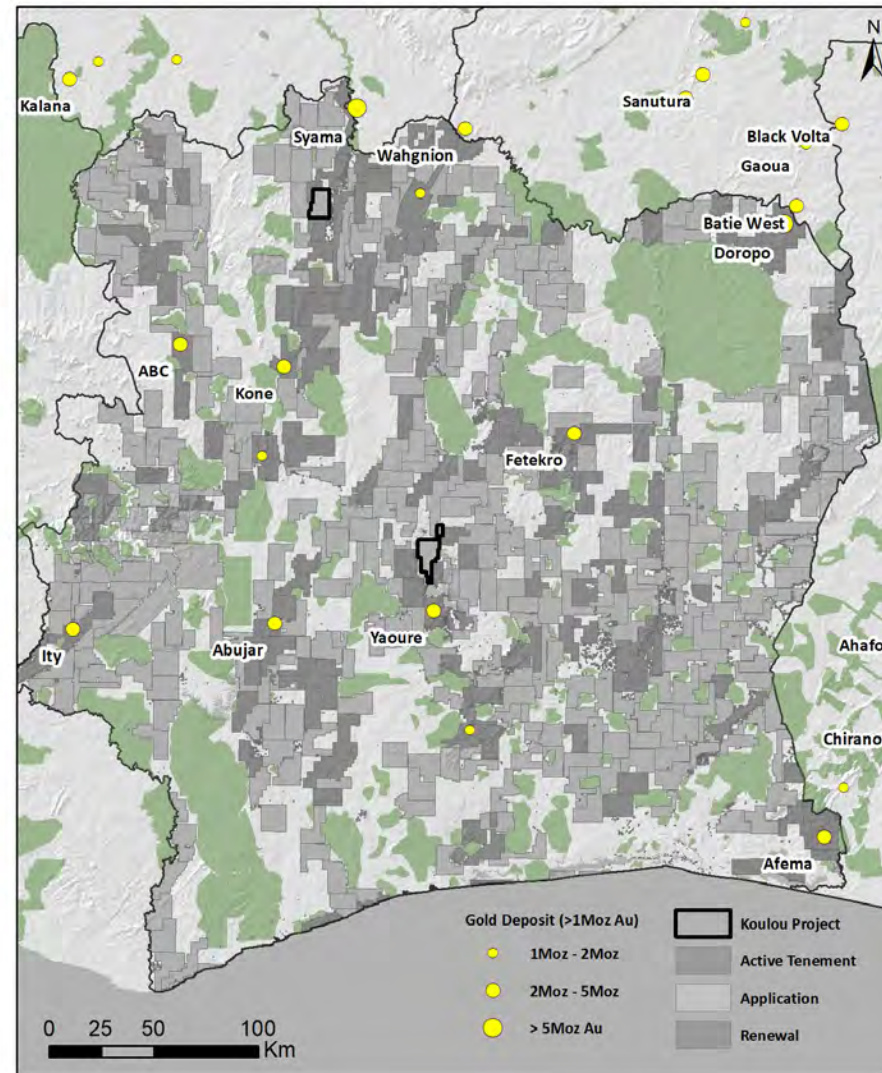 N
Kalana
Sanutura
Syama
Black Volta
Wahgnion
Gaoua
Batie West
Doropo
ABC
Kone
Fetekro
Ity
Abujar
Yaoure
Ahafo
Chirano
Afema
Gold Deposit (>1Moz Au)
1Moz - 2Moz
2Moz - 5Moz
> 5Moz Au
Koulou Project
Active Tenement
Application
Renewal
0 25 50 100
Km